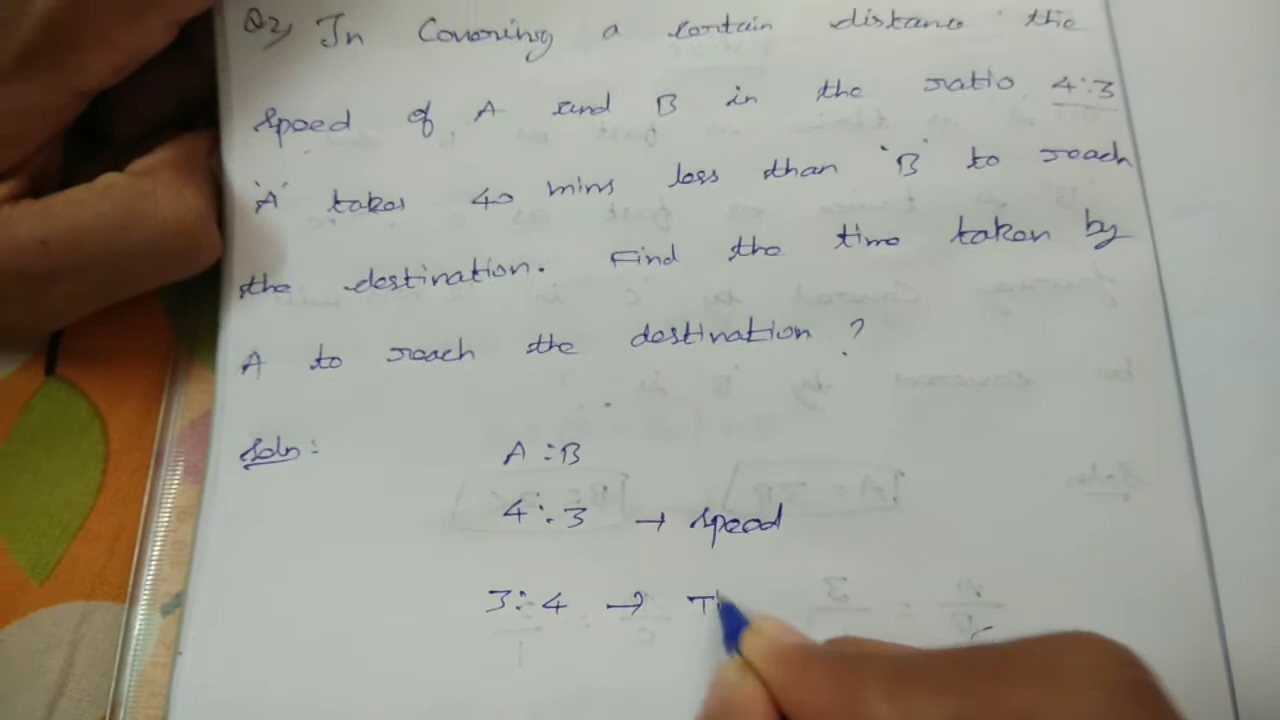 Q2, In Covering a certain distance the
speed of A and B in the ratio 4:3
'A' takes 40 mins less than 'B' to reach
the destination. Find the time taken by
A to reach the destination ?
Soln:
A : B
4 : 3 → speed
3 : 4 → Ti